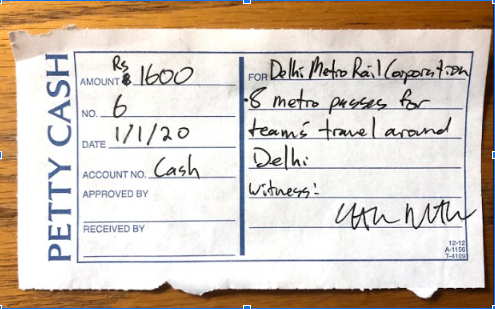 PETTY CASH
AMOUNT Rs 1600
NO. 6
DATE 1/1/20
ACCOUNT NO. Cash
APPROVED BY
RECEIVED BY
FOR Delhi Metro Rail Corporation
8 metro passes for
team's travel around
Delhi.
Witness:
12-12
A-1156
T-4109